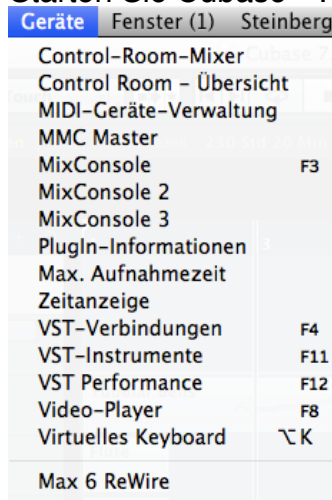 Geräte Fenster (1) Steinberg
Control-Room-Mixer
Control Room – Übersicht
MIDI-Geräte-Verwaltung
MMC Master
MixConsole F3
MixConsole 2
MixConsole 3
PlugIn-Informationen
Max. Aufnahmezeit
Zeitanzeige
VST-Verbindungen F4
VST-Instrumente F11
VST Performance F12
Video-Player F8
Virtuelles Keyboard ⌥K
Max 6 ReWire